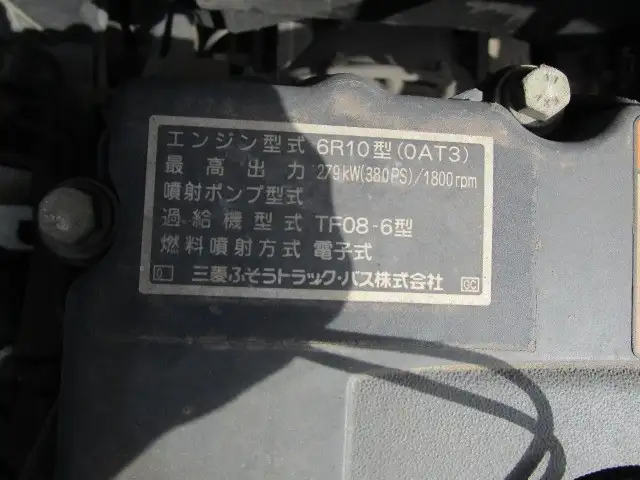 エンジン型式 6R10型(0AT3)
最高出力 279kW(380PS)/1800rpm
噴射ポンプ型式
過給機型式 TF08-6型
燃料噴射方式 電子式
三菱ふそうトラック・バス株式会社 GC